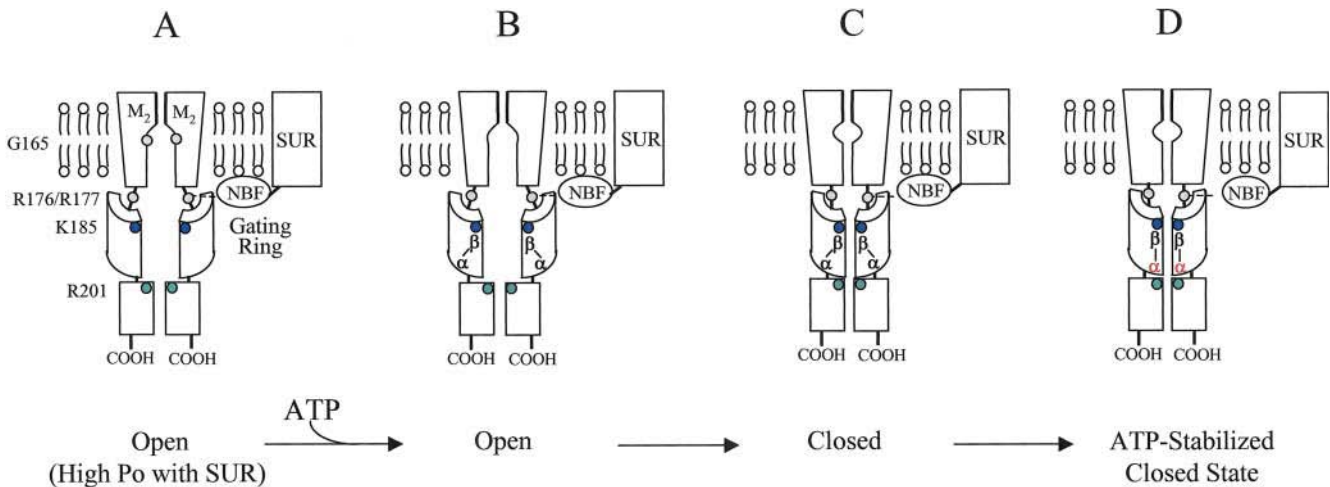 A B C D
M2 M2
SUR
SUR
SUR
SUR
G165
R176/R177
NBF
NBF
NBF
NBF
K185
Gating
Ring
β β
β β
β β
α α
α α
α α
R201
COOH COOH
COOH COOH
COOH COOH
COOH COOH
ATP
Open
(High Po with SUR)
Open
Closed
ATP-Stabilized
Closed State